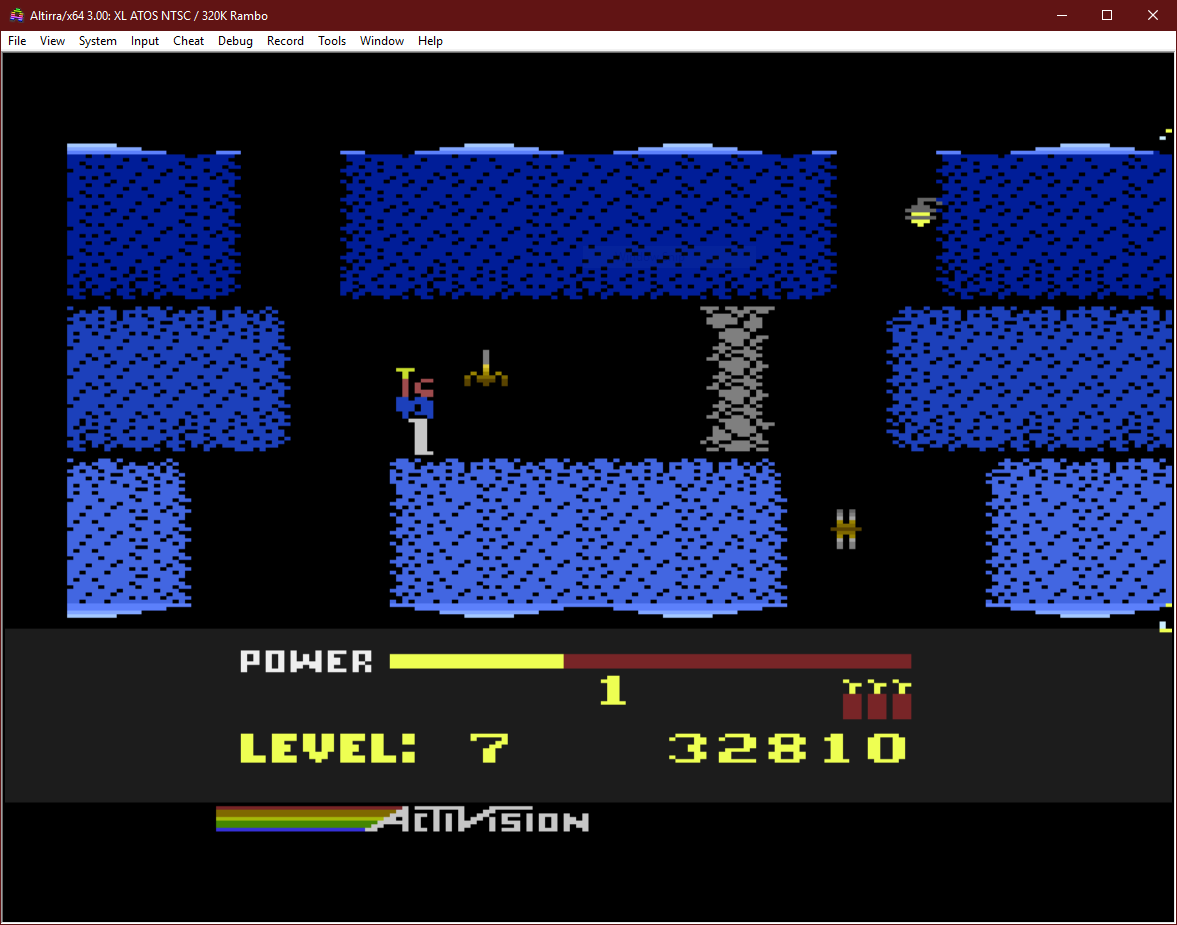 Altirra/x64 3.00: XL ATOS NTSC / 320K Rambo
File View System Input Cheat Debug Record Tools Window Help
POWER
1
LEVEL: 7 32810
ACTIVISION